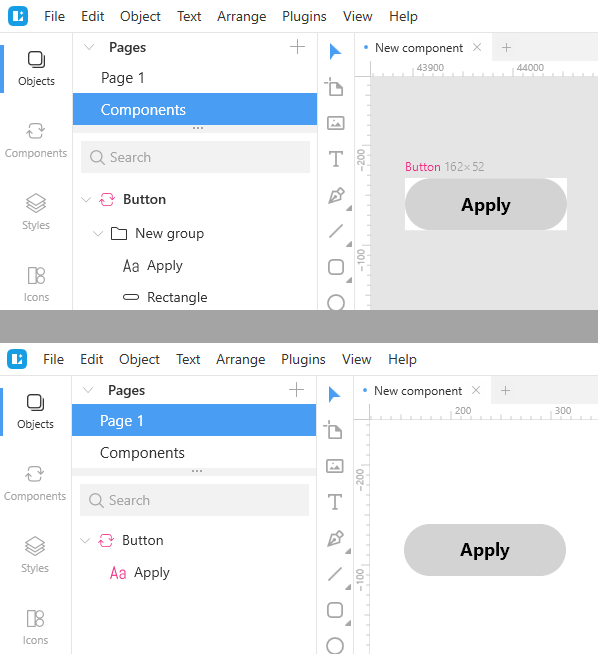 File Edit Object Text Arrange Plugins View Help
Pages
New component
Objects
Page 1
43900 44000
Components
Search
Components
-200
Button 162×52
Button
Apply
Styles
New group
-100
Aa Apply
Icons
Rectangle
File Edit Object Text Arrange Plugins View Help
Pages
New component
Objects
Page 1
200 300
Components
-200
Components
Search
Button
Apply
Styles
Aa Apply
-100
Icons